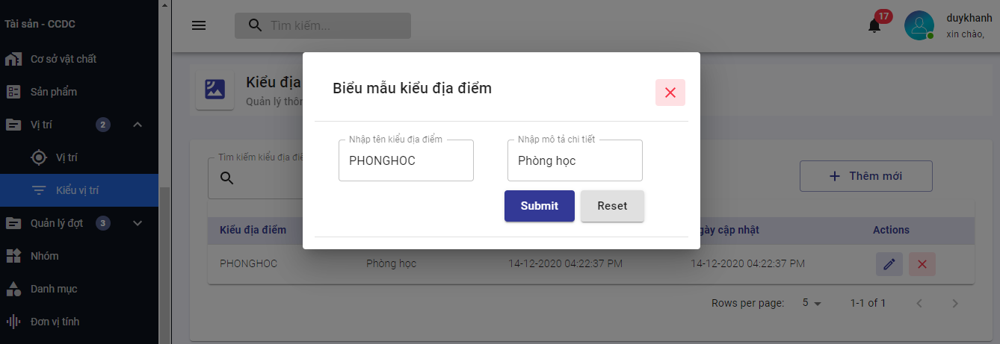 Tài sản - CCDC
Cơ sở vật chất
Sản phẩm
Vị trí 2
Vị trí
Kiểu vị trí
Quản lý đợt 3
Nhóm
Danh mục
Đơn vị tính
Tìm kiếm...
17
duykhanh
xin chào,
Kiểu địa
Quản lý thôn
Tìm kiếm kiểu địa
Thêm mới
Biểu mẫu kiểu địa điểm
Nhập tên kiểu địa điểm
PHONGHOC
Nhập mô tả chi tiết
Phòng học
Submit Reset
Kiểu địa điểm gày cập nhật Actions
PHONGHOC Phòng học 14-12-2020 04:22:37 PM 14-12-2020 04:22:37 PM
Rows per page: 5 1-1 of 1